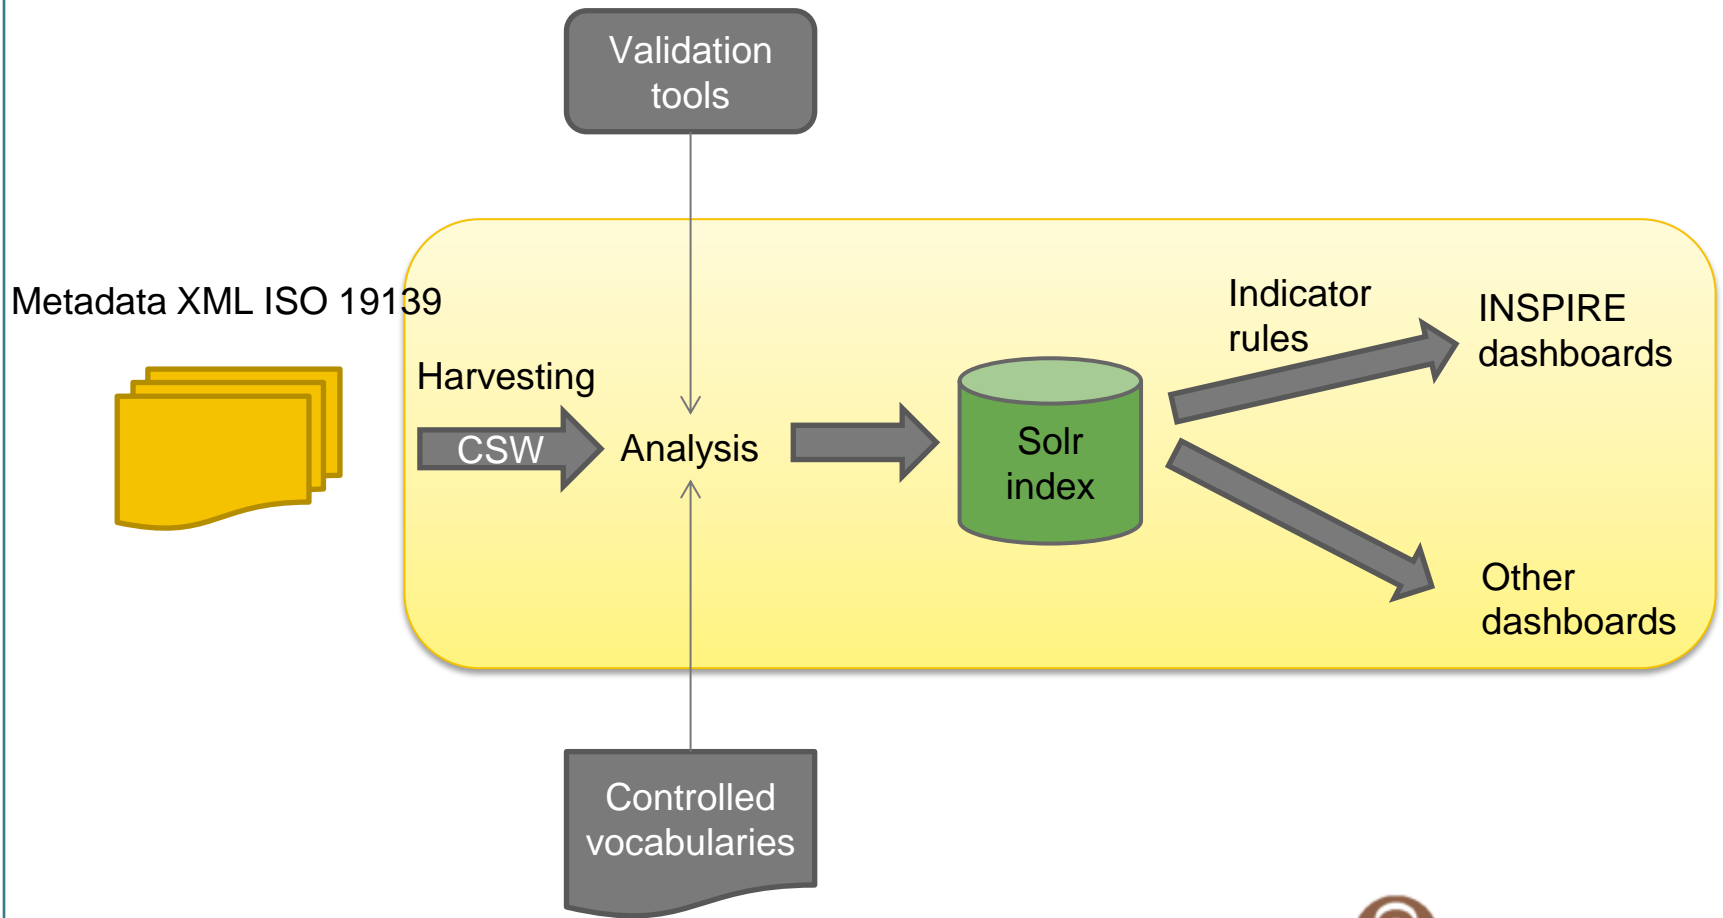 Validation
tools
Metadata XML ISO 19139
Harvesting
CSW
Analysis
Solr
index
Indicator
rules
INSPIRE
dashboards
Other
dashboards
Controlled
vocabularies